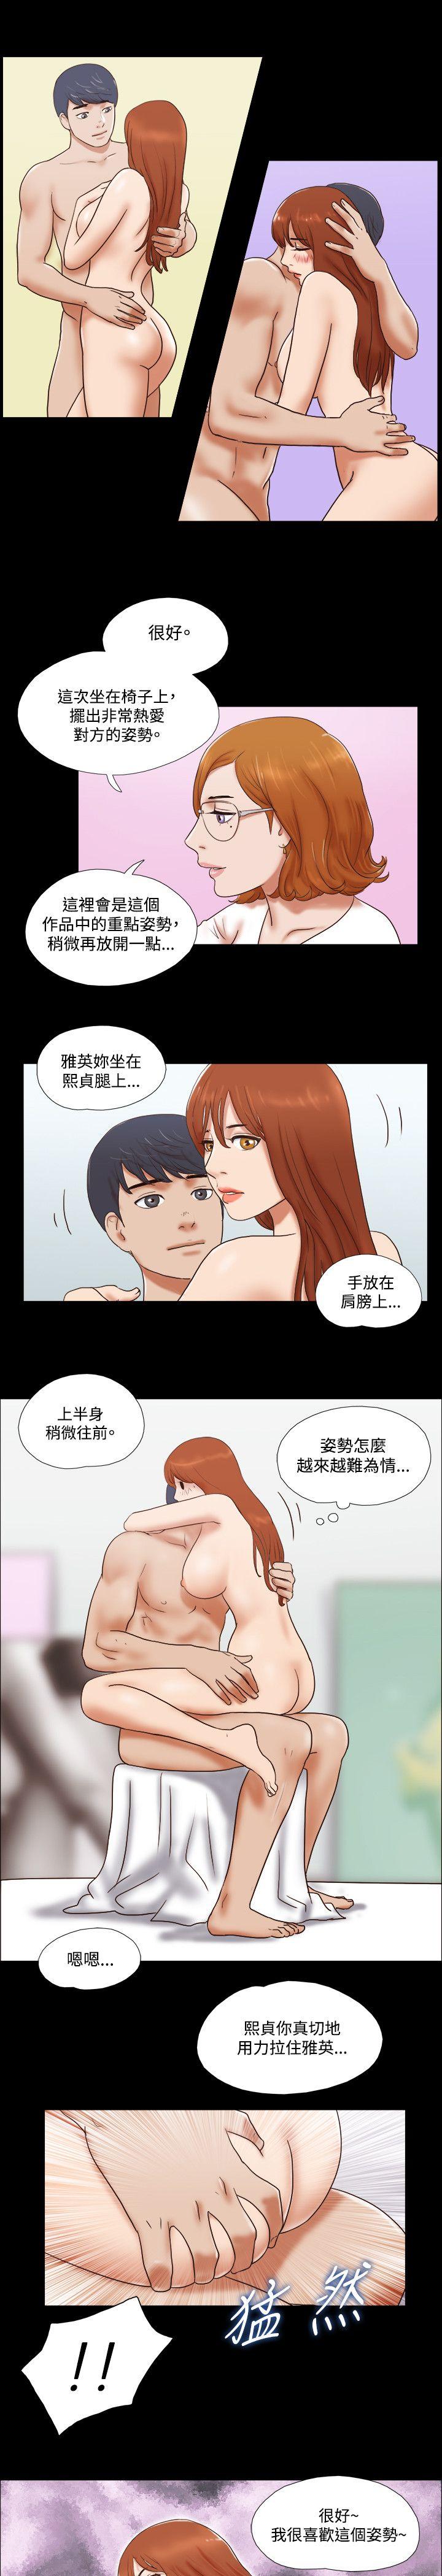 很好。
這次坐在椅子上，
擺出非常熱愛
對方的姿勢。
這裡會是這個
作品中的重點姿勢，
稍微再放開一點...
雅英妳坐在
熙貞腿上...
手放在
肩膀上...
上半身
稍微往前。
姿勢怎麼
越來越難為情...
嗯嗯...
熙貞你真切地
用力拉住雅英...
猛然
!!
很好~
我很喜歡這個姿勢~